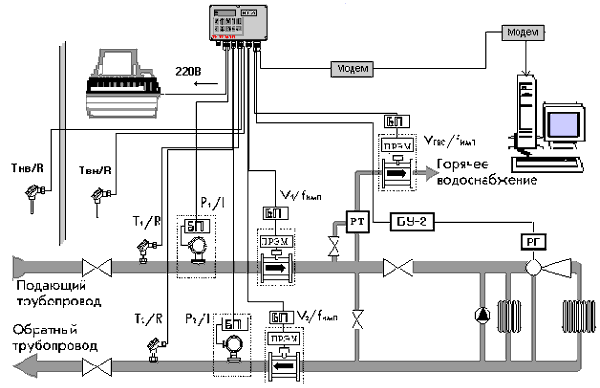 220В
Модем
Модем
БП
ПРЭМ
Vгвс/fимп
Горячее
водоснабжение
Tнв/R
Tвн/R
P₁/I
V₁/fимп
БП
T₁/R
БП
ПРЭМ
РТ
БУ-2
РГ
Подающий
трубопровод
Обратный
трубопровод
P₂/I
БП
V₂/fимп
БП
ПРЭМ